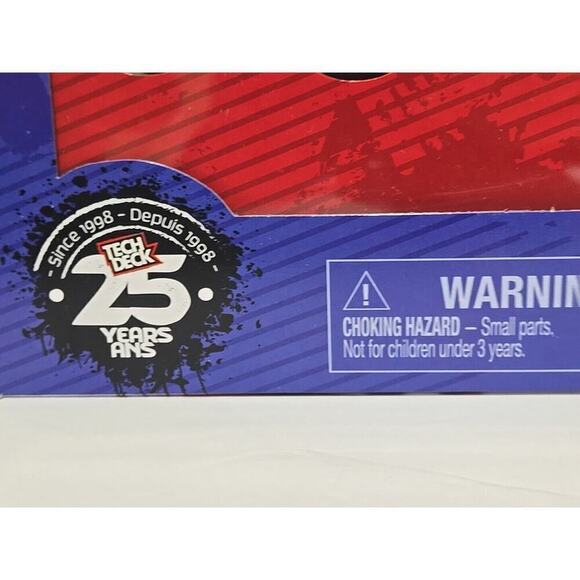 - Since 1998 - Depuis 1998 -
TECH
DECK
25
YEARS
ANS
WARNIN
CHOKING HAZARD – Small parts.
Not for children under 3 years.